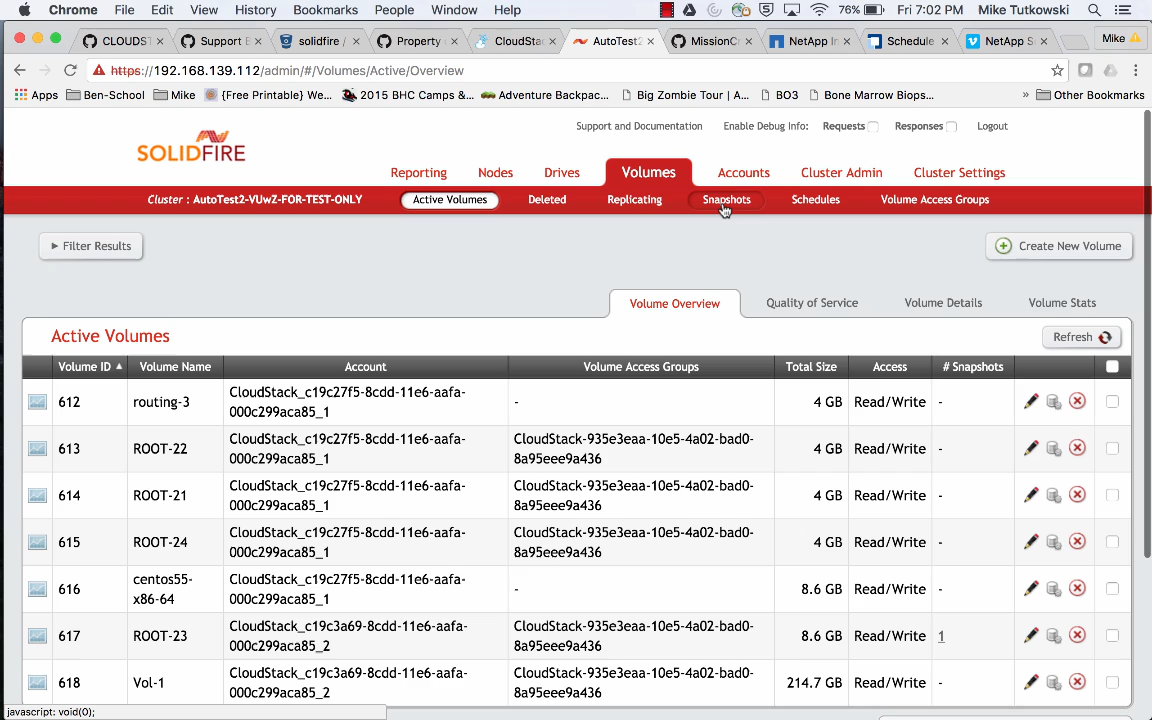 Chrome File Edit View History Bookmarks People Window Help 76% Fri 7:02 PM Mike Tutkowski
CLOUDST Support B solidfire / Property CloudStac AutoTest2 MissionC NetApp In Schedule NetApp S Mike
https://192.168.139.112/admin/#/Volumes/Active/Overview
Apps Ben-School Mike {Free Printable} We... 2015 BHC Camps &... Adventure Backpac... Big Zombie Tour | A... BO3 Bone Marrow Biops... » Other Bookmarks
Support and Documentation Enable Debug Info: Requests Responses Logout
SOLIDFIRE
Reporting Nodes Drives Volumes Accounts Cluster Admin Cluster Settings
Cluster : AutoTest2-VUwZ-FOR-TEST-ONLY Active Volumes Deleted Replicating Snapshots Schedules Volume Access Groups
Filter Results Create New Volume
Volume Overview Quality of Service Volume Details Volume Stats
Active Volumes Refresh
Volume ID Volume Name Account Volume Access Groups Total Size Access # Snapshots
612 routing-3 CloudStack_c19c27f5-8cdd-11e6-aafa- - 4 GB Read/Write -
000c299aca85_1
613 ROOT-22 CloudStack_c19c27f5-8cdd-11e6-aafa- CloudStack-935e3eaa-10e5-4a02-bad0- 4 GB Read/Write -
000c299aca85_1 8a95eee9a436
614 ROOT-21 CloudStack_c19c27f5-8cdd-11e6-aafa- CloudStack-935e3eaa-10e5-4a02-bad0- 4 GB Read/Write -
000c299aca85_1 8a95eee9a436
615 ROOT-24 CloudStack_c19c27f5-8cdd-11e6-aafa- CloudStack-935e3eaa-10e5-4a02-bad0- 4 GB Read/Write -
000c299aca85_1 8a95eee9a436
616 centos55- CloudStack_c19c27f5-8cdd-11e6-aafa- - 8.6 GB Read/Write -
x86-64 000c299aca85_1
617 ROOT-23 CloudStack_c19c3a69-8cdd-11e6-aafa- CloudStack-935e3eaa-10e5-4a02-bad0- 8.6 GB Read/Write 1
000c299aca85_2 8a95eee9a436
618 Vol-1 CloudStack_c19c3a69-8cdd-11e6-aafa- CloudStack-935e3eaa-10e5-4a02-bad0- 214.7 GB Read/Write -
000c299aca85_2 8a95eee9a436
javascript: void(0);